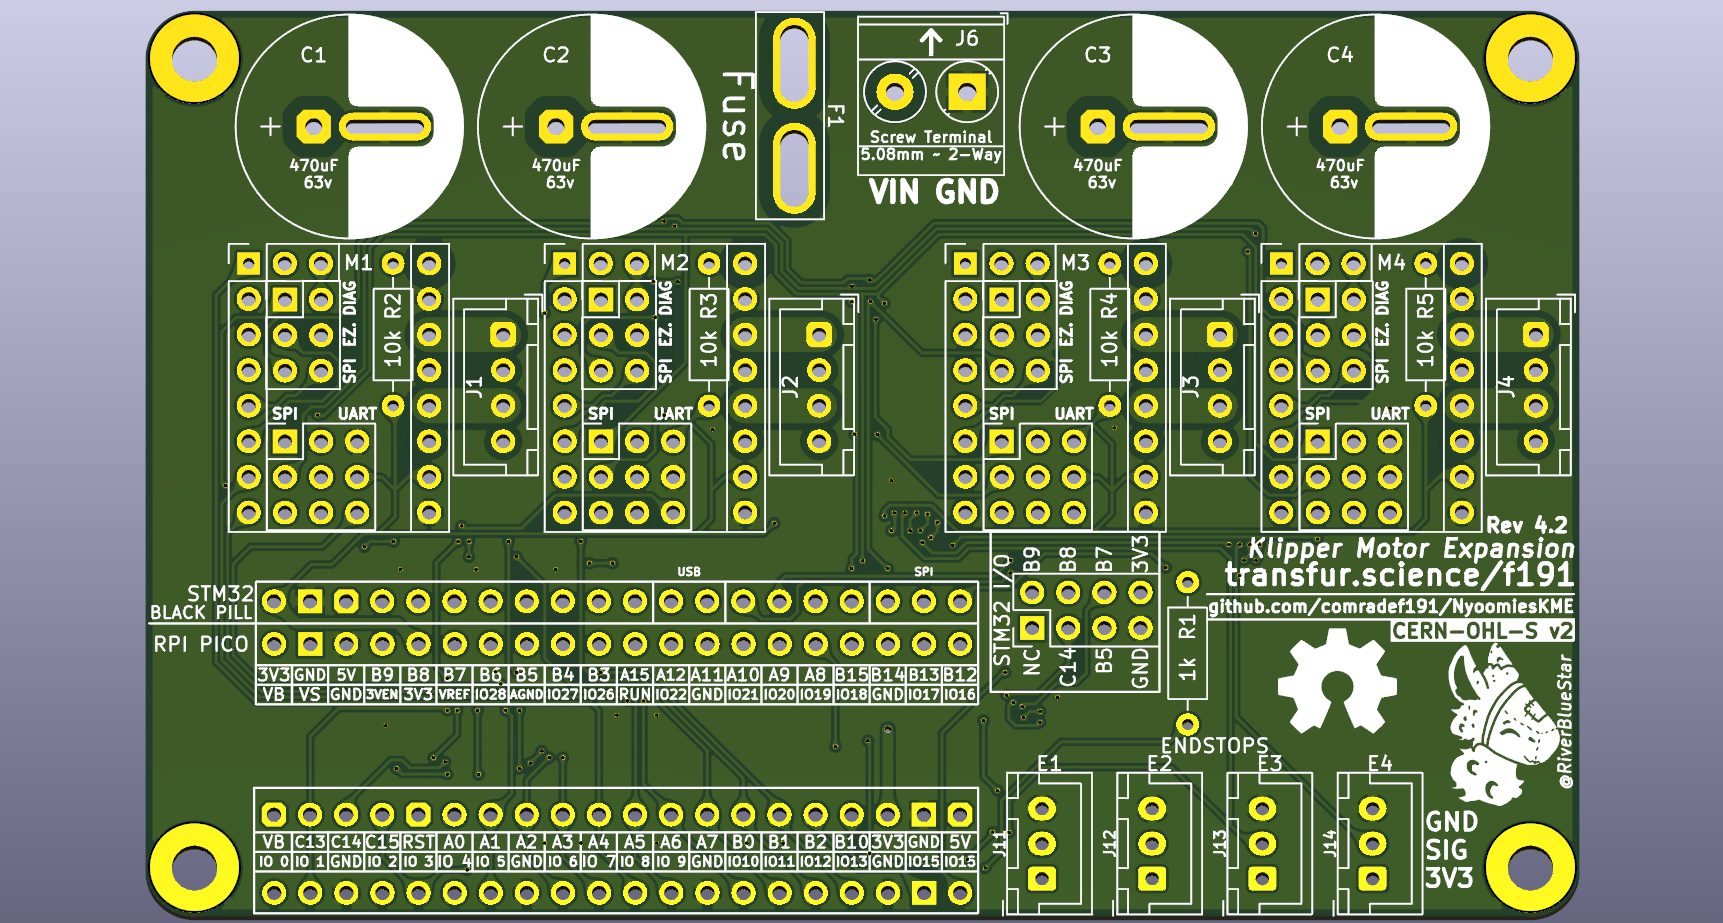 C1
C2
C3
C4
J6
Fuse
F1
+
+
+
+
470uF
63v
470uF
63v
470uF
63v
470uF
63v
Screw Terminal
5.08mm ~ 2-Way
VIN GND
M1
M2
M3
M4
DIAG
EZ.
SPI
10k R2
J1
DIAG
EZ.
SPI
10k R3
J2
DIAG
EZ.
SPI
10k R4
J3
DIAG
EZ.
SPI
10k R5
J4
SPI UART
SPI UART
SPI UART
SPI UART
Rev 4.2
Klipper Motor Expansion
transfur.science/f191
github.com/comradef191/NyoomiesKME
CERN-OHL-S v2
USB
SPI
STM32
BLACK PILL
RPI PICO
3V3 GND 5V B9 B8 B7 B6 B5 B4 B3 A15 A12 A11 A10 A9 A8 B15 B14 B13 B12
VB VS GND 3VEN 3V3 VREF IO28 AGND IO27 IO26 RUN IO22 GND IO21 IO20 IO19 IO18 GND IO17 IO16
STM32 I/O
B9 B8 B7 3V3
NC C14 B5 GND
1k R1
ENDSTOPS
E1 E2 E3 E4
@RiverBlueStar
VB C13 C14 C15 RST A0 A1 A2 A3 A4 A5 A6 A7 B0 B1 B2 B10 3V3 GND 5V
IO 0 IO 1 GND IO 2 IO 3 IO 4 IO 5 GND IO 6 IO 7 IO 8 IO 9 GND IO10 IO11 IO12 IO13 GND IO15 IO15
J11
J12
J13
J14
GND
SIG
3V3